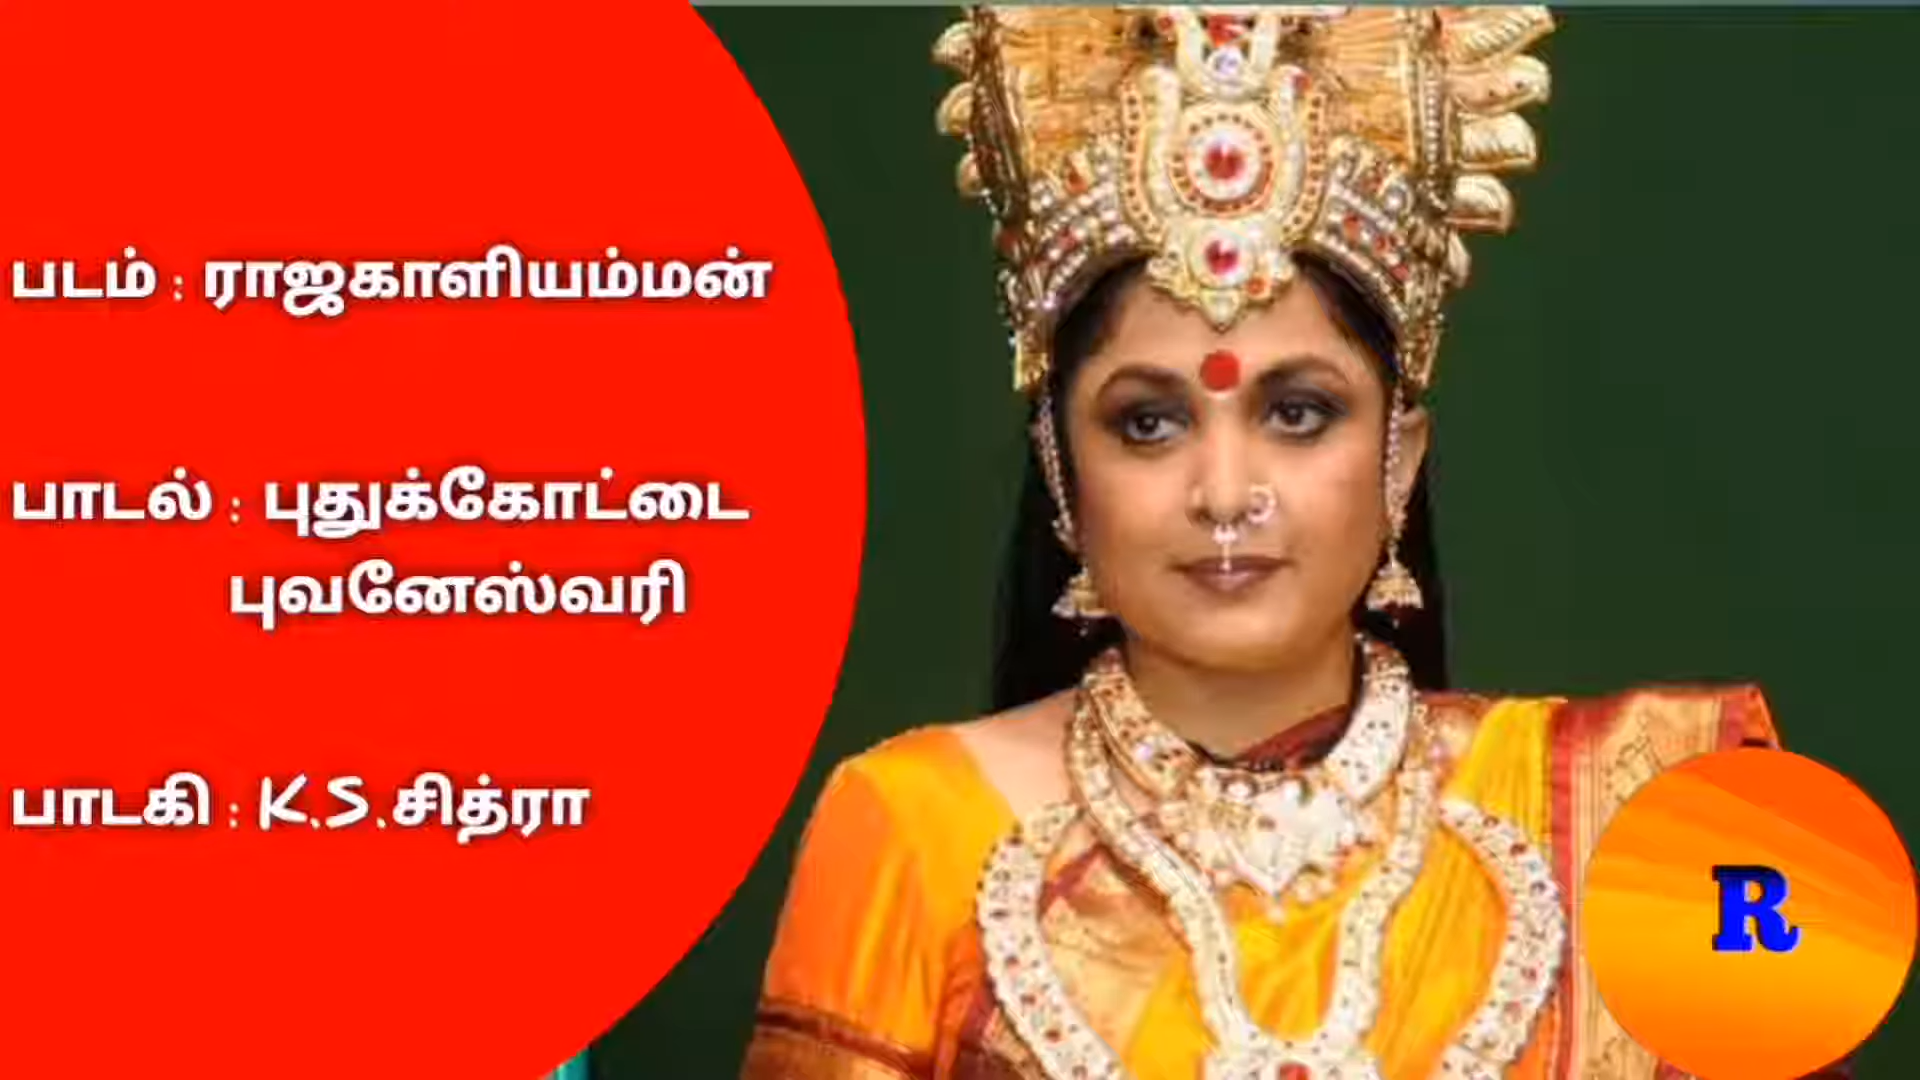 படம் : ராஜகாளியம்மன்
பாடல் : புதுக்கோட்டை
புவனேஸ்வரி
பாடகி : K.S.சித்ரா
R